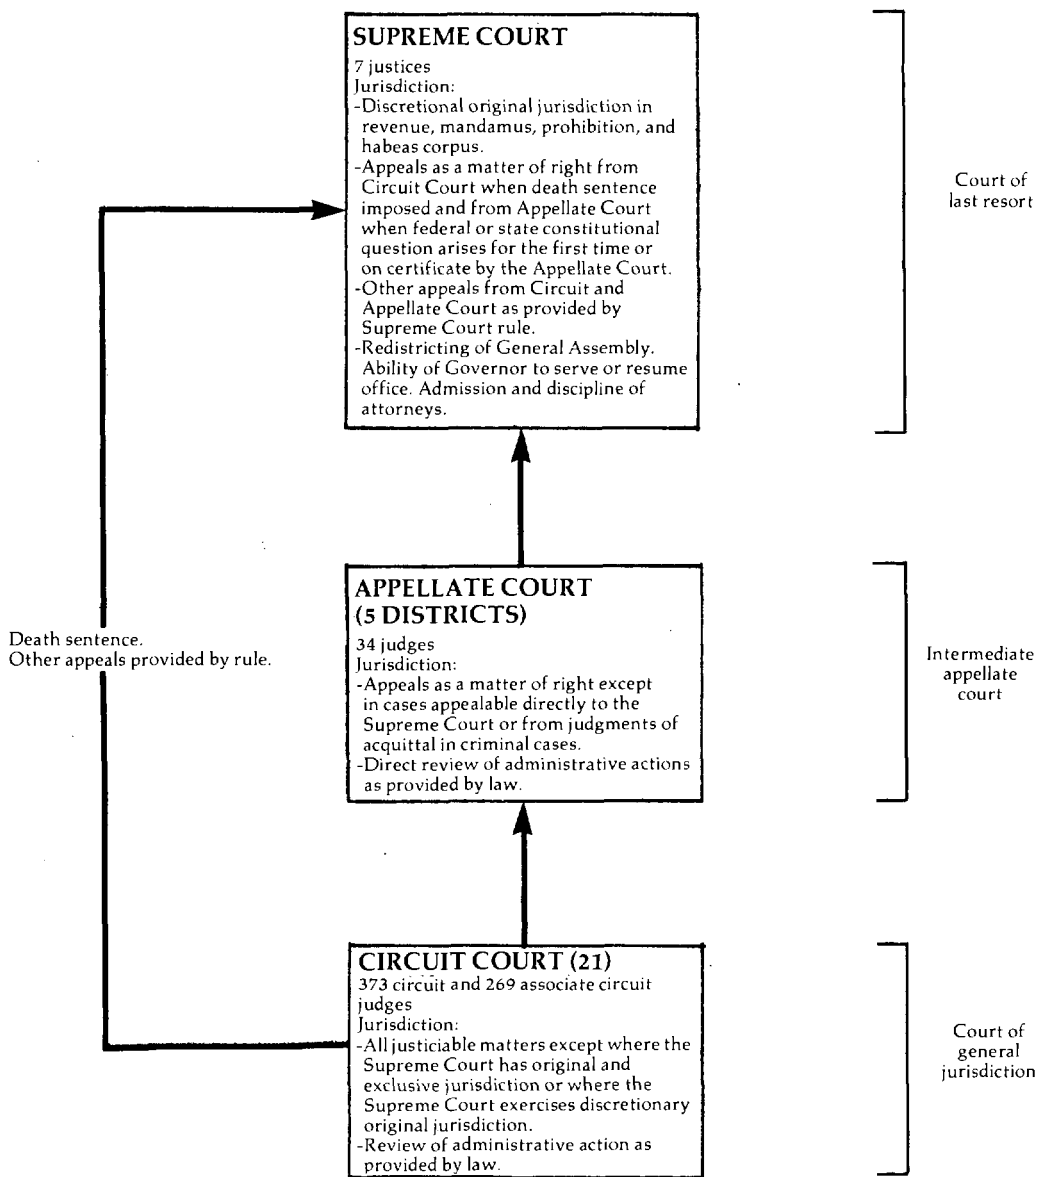 SUPREME COURT
7 justices
Jurisdiction:
-Discretional original jurisdiction in
revenue, mandamus, prohibition, and
habeas corpus.
-Appeals as a matter of right from
Circuit Court when death sentence
imposed and from Appellate Court
when federal or state constitutional
question arises for the first time or
on certificate by the Appellate Court.
-Other appeals from Circuit and
Appellate Court as provided by
Supreme Court rule.
-Redistricting of General Assembly.
Ability of Governor to serve or resume
office. Admission and discipline of
attorneys.
Court of
last resort
Death sentence.
Other appeals provided by rule.
APPELLATE COURT
(5 DISTRICTS)
34 judges
Jurisdiction:
-Appeals as a matter of right except
in cases appealable directly to the
Supreme Court or from judgments of
acquittal in criminal cases.
-Direct review of administrative actions
as provided by law.
Intermediate
appellate
court
CIRCUIT COURT (21)
373 circuit and 269 associate circuit
judges
Jurisdiction:
-All justiciable matters except where the
Supreme Court has original and
exclusive jurisdiction or where the
Supreme Court exercises discretionary
original jurisdiction.
-Review of administrative action as
provided by law.
Court of
general
jurisdiction